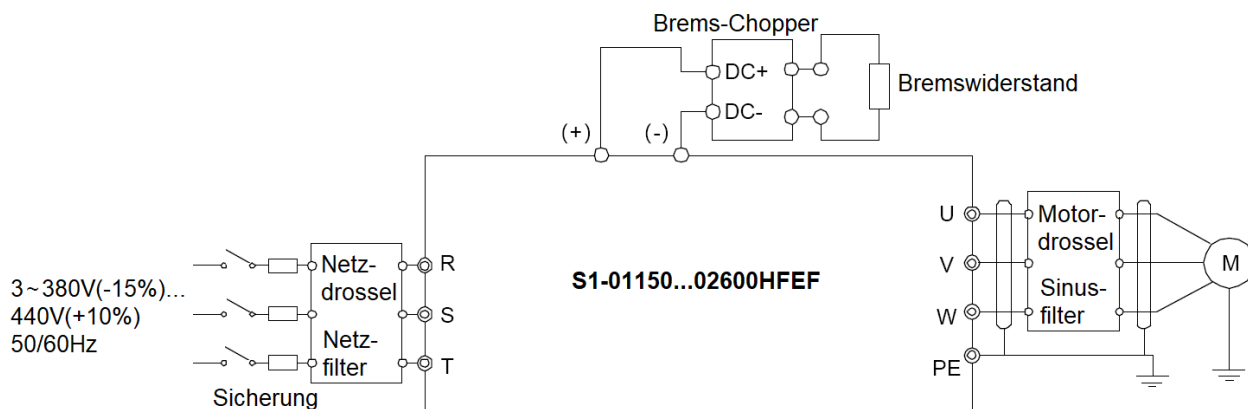 Brems-Chopper
DC+
DC-
Bremswiderstand
(+)
(-)
3~380V(-15%)...
440V(+10%)
50/60Hz
Sicherung
Netz-
drossel
Netz-
filter
R
S
T
S1-01150...02600HFEF
U
V
W
PE
Motor-
drossel
Sinus-
filter
M